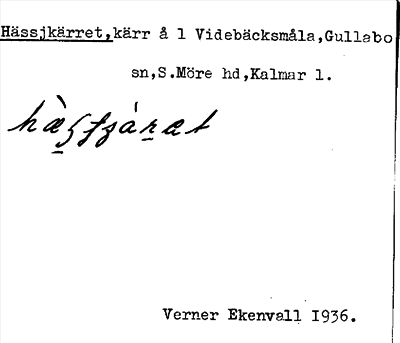 Hässjkärret,kärr å 1 Videbäcksmåla,Gullabo
sn,S.Möre hd,Kalmar l.
Verner Ekenvall 1936.